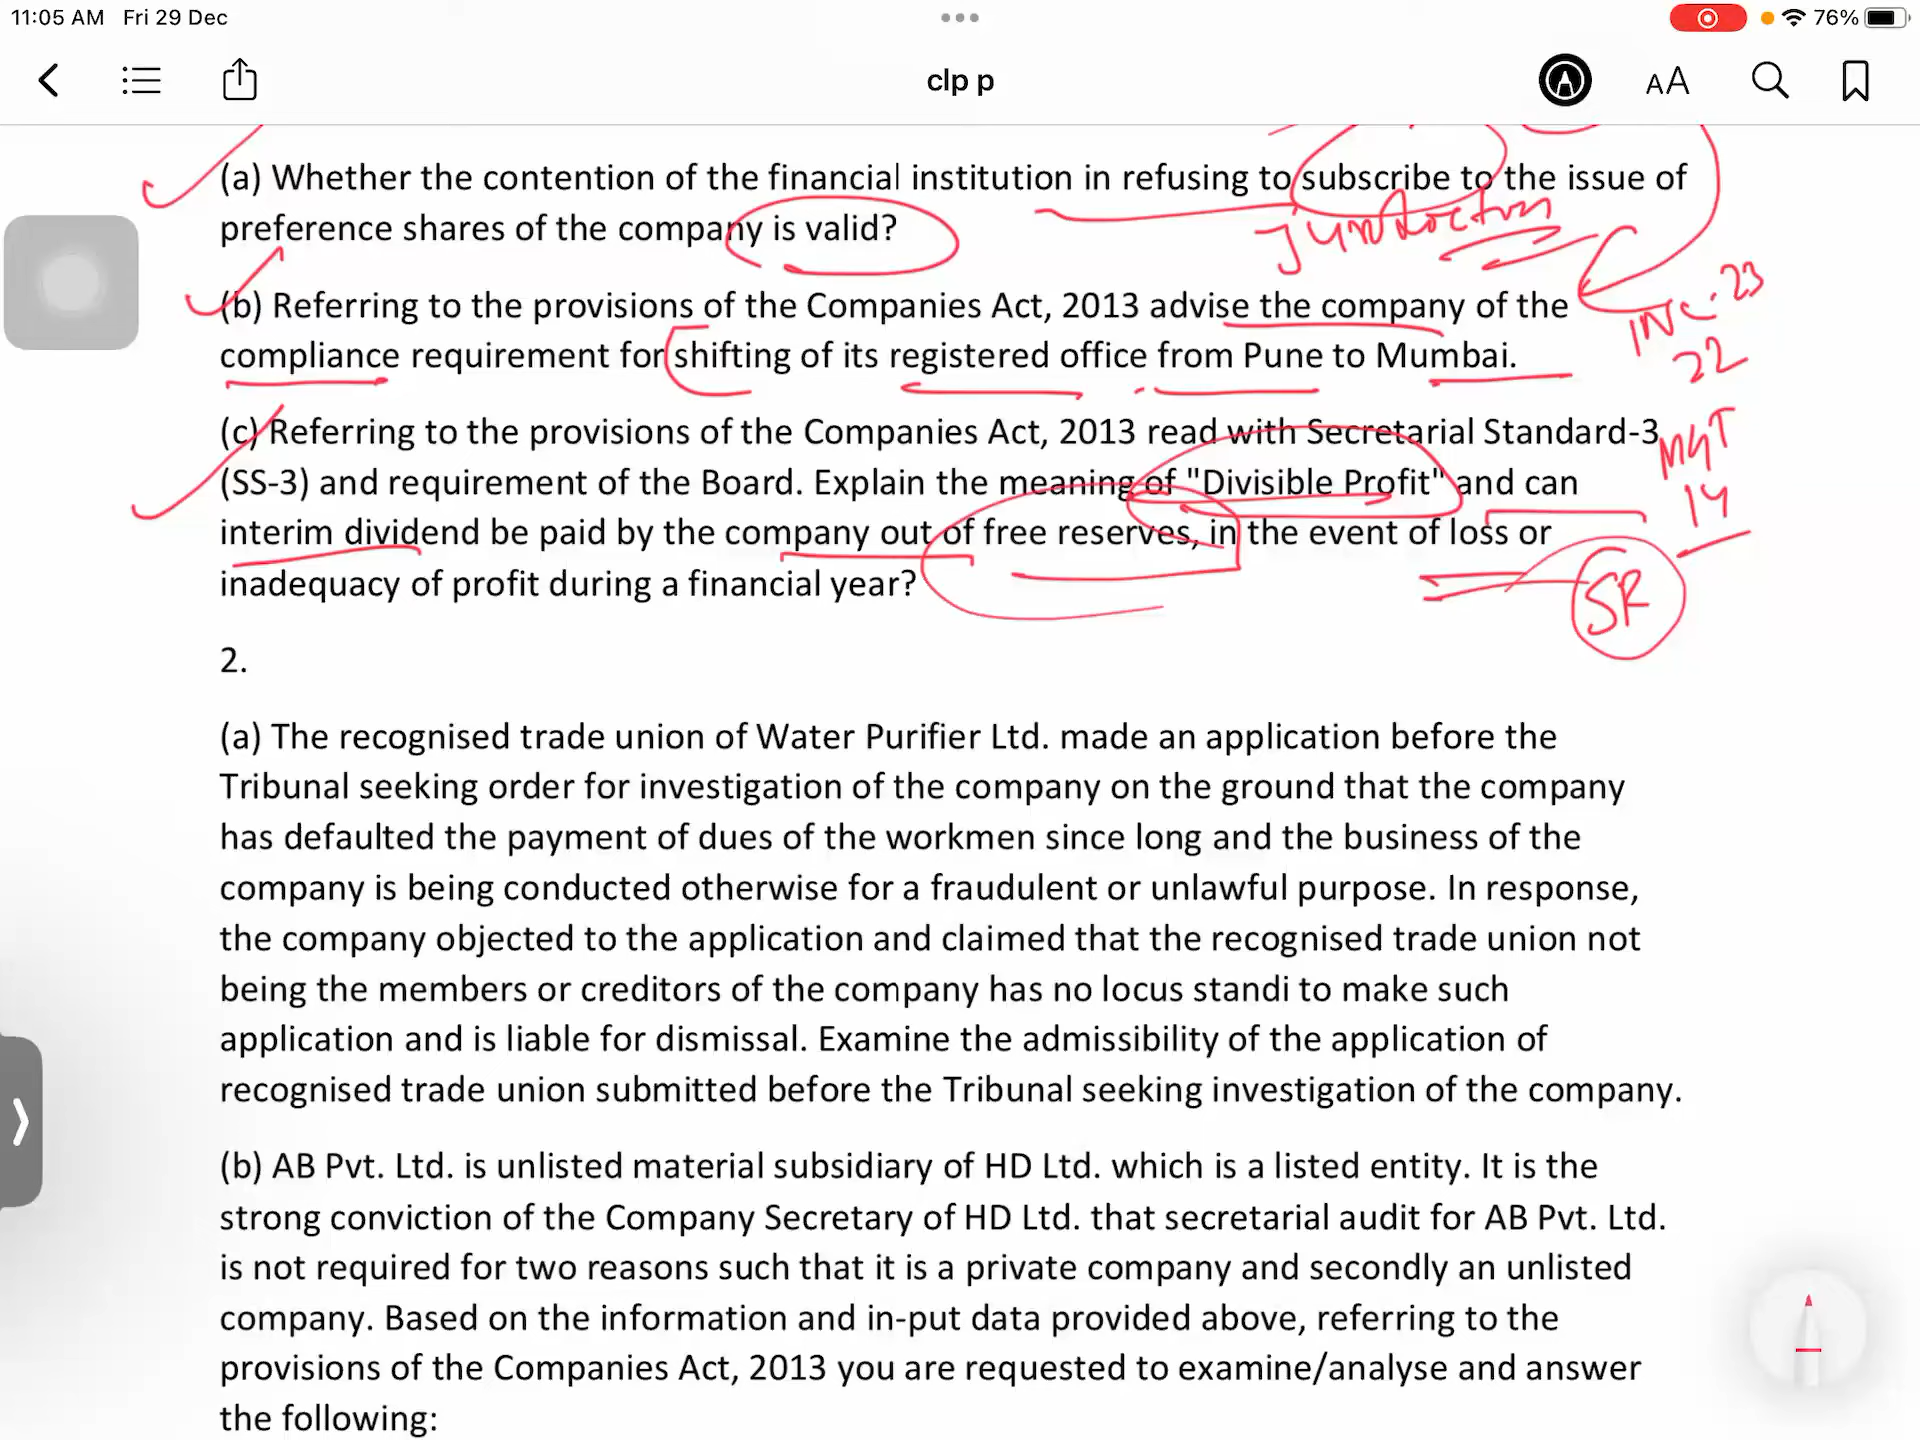 11:05 AM Fri 29 Dec
76%
clp p
AA
(a) Whether the contention of the financial institution in refusing to subscribe to the issue of
preference shares of the company is valid?
Jurisdiction
(b) Referring to the provisions of the Companies Act, 2013 advise the company of the
INC-23
compliance requirement for shifting of its registered office from Pune to Mumbai.
22
(c) Referring to the provisions of the Companies Act, 2013 read with Secretarial Standard-3
MGT
(SS-3) and requirement of the Board. Explain the meaning of "Divisible Profit" and can
14
interim dividend be paid by the company out of free reserves, in the event of loss or
inadequacy of profit during a financial year?
SR
2.
(a) The recognised trade union of Water Purifier Ltd. made an application before the
Tribunal seeking order for investigation of the company on the ground that the company
has defaulted the payment of dues of the workmen since long and the business of the
company is being conducted otherwise for a fraudulent or unlawful purpose. In response,
the company objected to the application and claimed that the recognised trade union not
being the members or creditors of the company has no locus standi to make such
application and is liable for dismissal. Examine the admissibility of the application of
recognised trade union submitted before the Tribunal seeking investigation of the company.
(b) AB Pvt. Ltd. is unlisted material subsidiary of HD Ltd. which is a listed entity. It is the
strong conviction of the Company Secretary of HD Ltd. that secretarial audit for AB Pvt. Ltd.
is not required for two reasons such that it is a private company and secondly an unlisted
company. Based on the information and in-put data provided above, referring to the
provisions of the Companies Act, 2013 you are requested to examine/analyse and answer
the following: